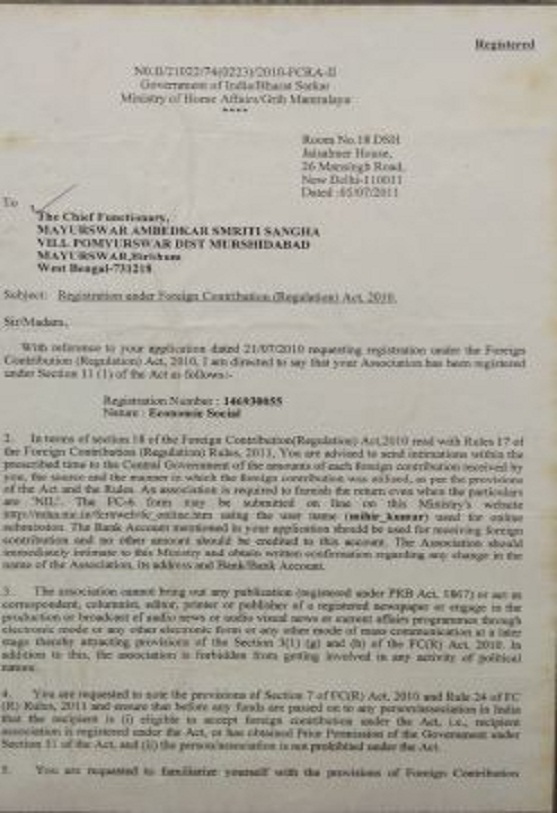 Registered
N0.II/21022/74(0223)/2010-FCRA-II
Government of India/Bharat Sarkar
Ministry of Home Affairs/Grih Mantralaya
****
Room No.18 DSH
Jaisalmer House,
26 Mansingh Road,
New Delhi-110011
Dated :05/07/2011
To
The Chief Functionary,
MAYURSWAR AMBEDKAR SMRITI SANGHA
VILL POMYURSWAR DIST MURSHIDABAD
MAYURSWAR,Birbhum
West Bengal-731218
Subject: Registration under Foreign Contribution (Regulation) Act, 2010.
Sir/Madam,
With reference to your application dated 21/07/2010 requesting registration under the Foreign
Contribution (Regulation) Act, 2010, I am directed to say that your Association has been registered
under Section 11 (1) of the Act as follows:-
Registration Number : 146930055
Nature : Economic Social
2. In terms of section 18 of the Foreign Contribution(Regulation) Act,2010 read with Rules 17 of
the Foreign Contribution (Regulation) Rules, 2011, You are advised to send intimations within the
prescribed time to the Central Government of the amounts of each foreign contribution received by
you, the source and the manner in which the foreign contribution was utilized, as per the provisions
of the Act and the Rules. An association is required to furnish the return even when the particulars
are 'NIL'. The FC-6 form may be submitted on line on this Ministry's website
using the user name used for online
submission. The Bank Account mentioned in your application should be used for receiving foreign
contribution and no other amount should be credited to this account. The Association should
immediately intimate to this Ministry and obtain written confirmation regarding any change in the
name of the Association, its address and Bank/Bank Account.
3. The association cannot bring out any publication (registered under PRB Act, 1867) or act as
correspondent, columnist, editor, printer or publisher of a registered newspaper or engage in the
production or broadcast of audio news or audio visual news or current affairs programmes through
electronic mode or any other electronic form or any other mode of mass communication at a later
stage thereby attracting provisions of the Section 3(1) (g) and (h) of the FC(R) Act, 2010. In
addition to this, the association is forbidden from getting involved in any activity of political
nature.
4. You are requested to note the provisions of Section 7 of FC(R) Act, 2010 and Rule 24 of FC
(R) Rules, 2011 and ensure that before any funds are passed on to any person/association in India
that the recipient is (i) eligible to accept foreign contribution under the Act, i.e., recipient
association is registered under the Act, or has obtained Prior Permission of the Government under
Section 11 of the Act, and (ii) the person/association is not prohibited under the Act.
5. You are requested to familiarize yourself with the provisions of Foreign Contribution